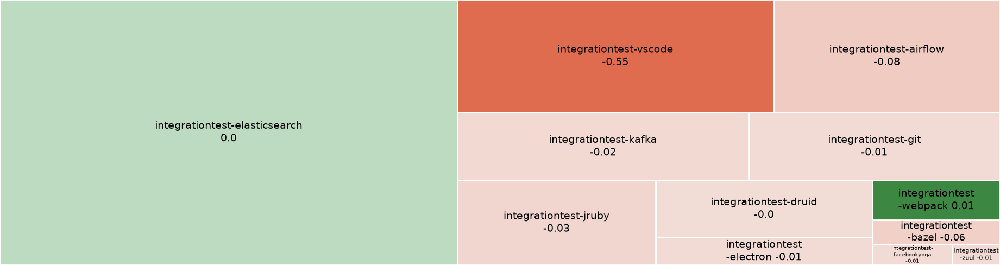 integrationtest-elasticsearch
0.0
integrationtest-vscode
-0.55
integrationtest-airflow
-0.08
integrationtest-kafka
-0.02
integrationtest-git
-0.01
integrationtest-jruby
-0.03
integrationtest-druid
-0.0
integrationtest
-electron -0.01
integrationtest
-webpack 0.01
integrationtest
-bazel -0.06
integrationtest-
facebookyoga
-0.01
integrationtest
-zuul -0.01